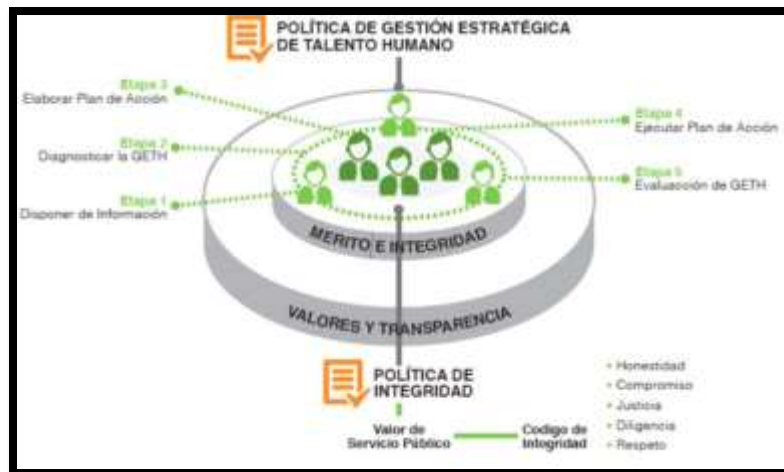 POLÍTICA DE GESTIÓN ESTRATÉGICA
DE TALENTO HUMANO
Etapa 3
Elaborar Plan de Acción
Etapa 2
Diagnosticar la GETH
Etapa 1
Disponer de Información
Etapa 4
Ejecutar Plan de Acción
Etapa 5
Evaluacción de GETH
MERITO E INTEGRIDAD
VALORES Y TRANSPARENCIA
POLÍTICA DE
INTEGRIDAD
Valor de
Servicio Público
Codigo de
Integridad
• Honestidad
• Compromiso
• Justicia
• Diligencia
• Respeto